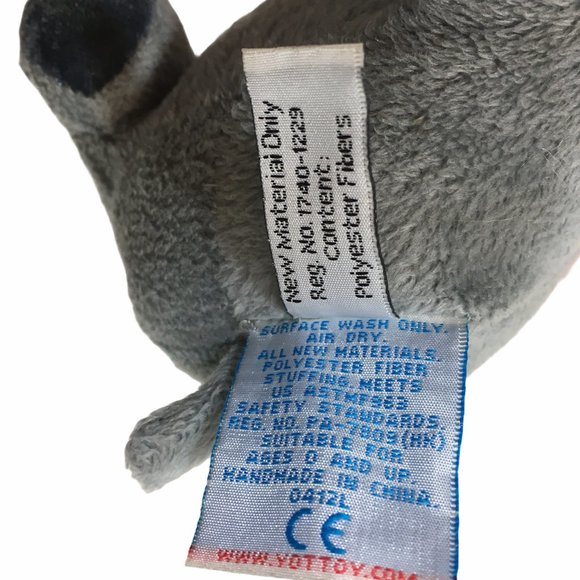 New Material Only
Reg. No. 1740-1229
Content:
Polyester Fibers
SURFACE WASH ONLY.
AIR DRY.
ALL NEW MATERIALS.
POLYESTER FIBER
STUFFING. MEETS
US ASTMF963
SAFETY STANDARDS.
REG NO. PA-7809(HK)
SUITABLE FOR
AGES 0 AND UP.
HANDMADE IN CHINA.
0412L
CE
WWW.YOTTOY.COM